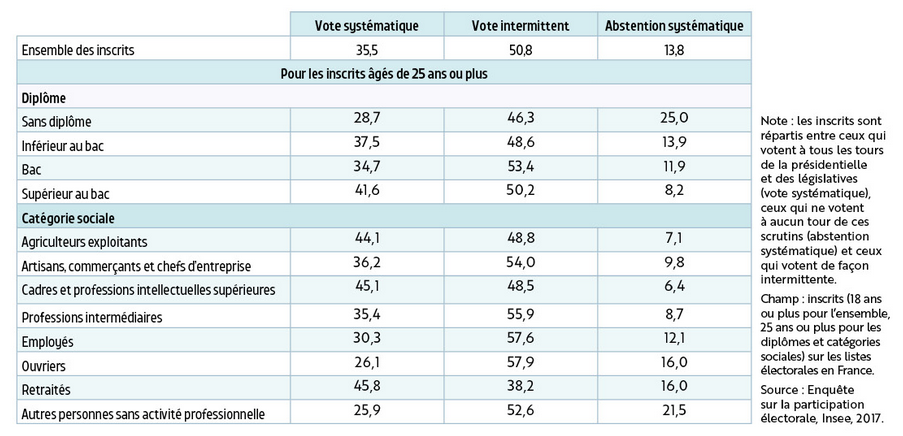 Vote systématique Vote intermittent Abstention systématique
Ensemble des inscrits 35,5 50,8 13,8
Pour les inscrits âgés de 25 ans ou plus
Diplôme
Sans diplôme 28,7 46,3 25,0
Inférieur au bac 37,5 48,6 13,9
Bac 34,7 53,4 11,9
Supérieur au bac 41,6 50,2 8,2
Catégorie sociale
Agriculteurs exploitants 44,1 48,8 7,1
Artisans, commerçants et chefs d'entreprise 36,2 54,0 9,8
Cadres et professions intellectuelles supérieures 45,1 48,5 6,4
Professions intermédiaires 35,4 55,9 8,7
Employés 30,3 57,6 12,1
Ouvriers 26,1 57,9 16,0
Retraités 45,8 38,2 16,0
Autres personnes sans activité professionnelle 25,9 52,6 21,5
Note : les inscrits sont
répartis entre ceux qui
votent à tous les tours
de la présidentielle
et des législatives
(vote systématique),
ceux qui ne votent
à aucun tour de ces
scrutins (abstention
systématique) et ceux
qui votent de façon
intermittente.
Champ : inscrits (18 ans
ou plus pour l'ensemble,
25 ans ou plus pour les
diplômes et catégories
sociales) sur les listes
électorales en France.
Source : Enquête
sur la participation
électorale, Insee, 2017.